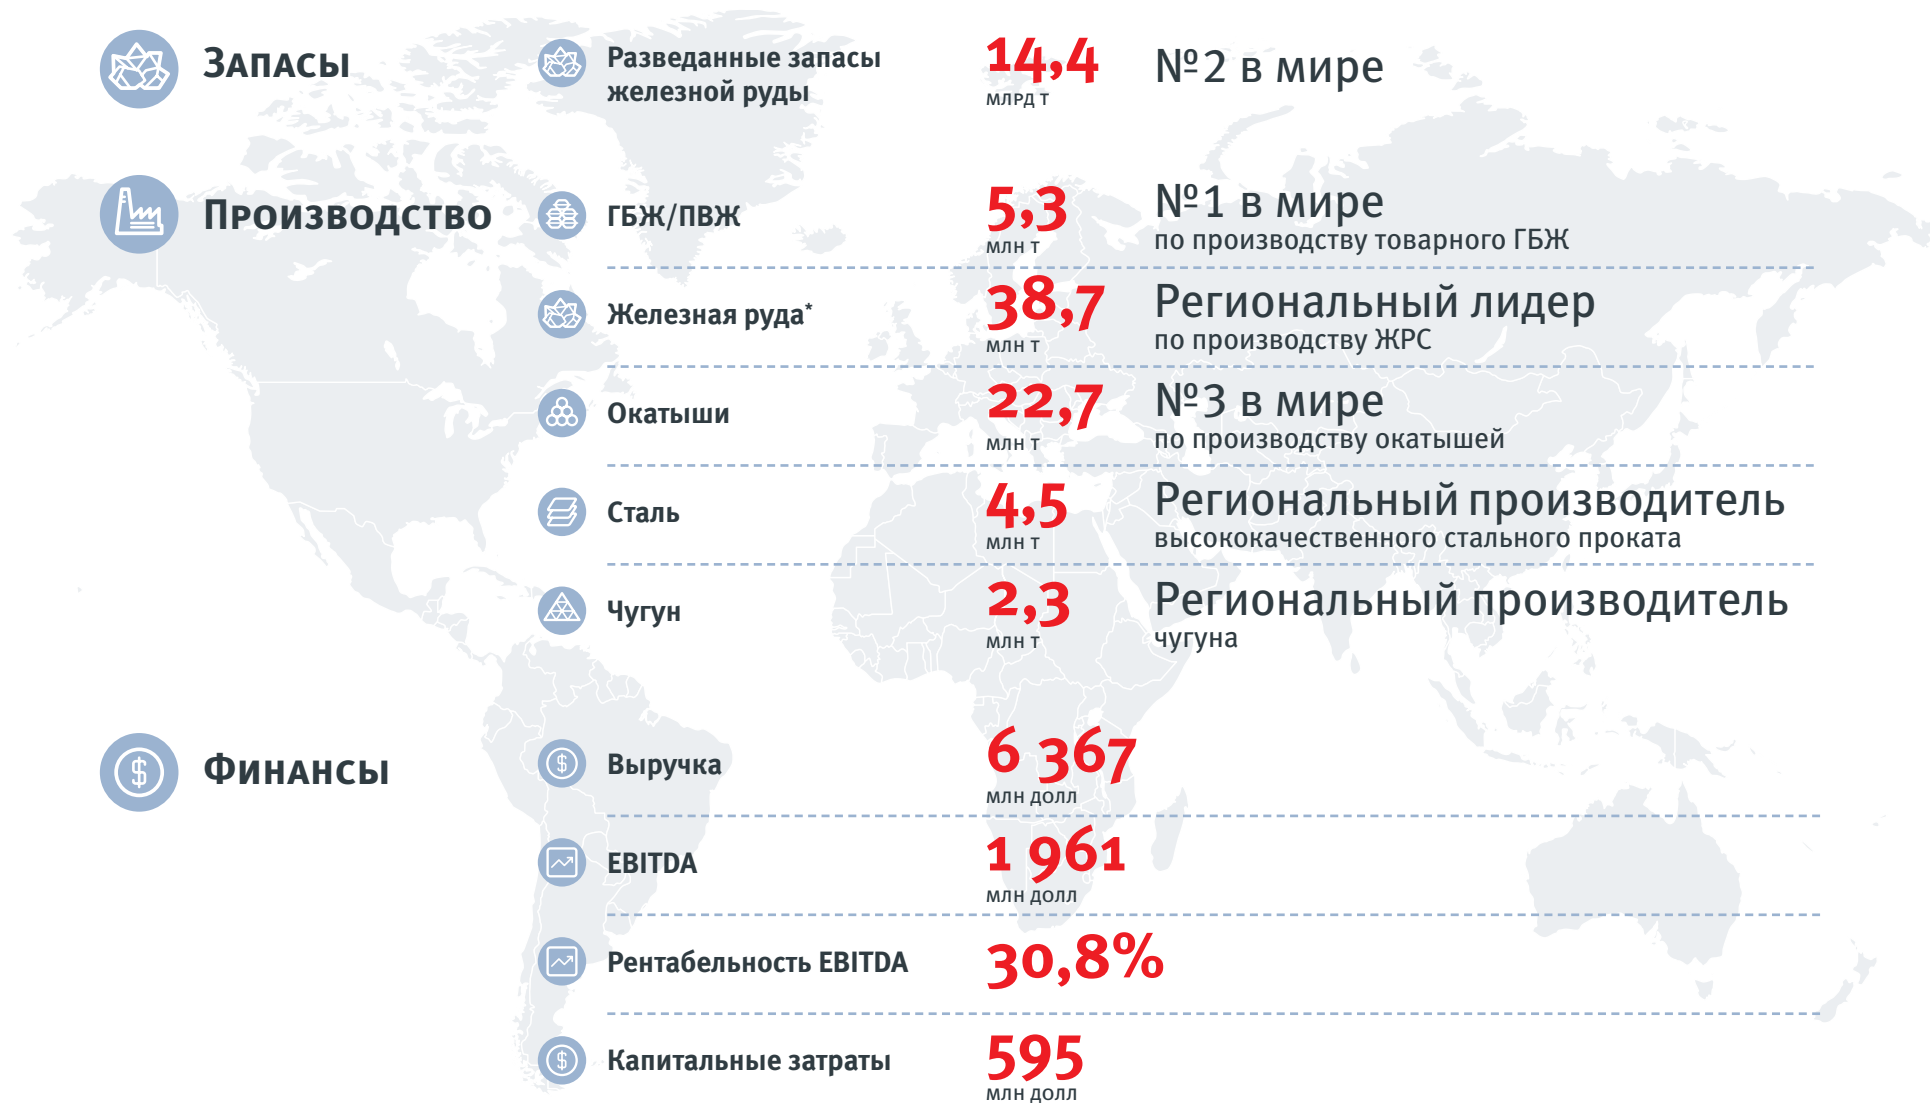 Запасы
Разведанные запасы
железной руды
14,4
млрд т
№2 в мире
Производство
ГБЖ/ПВЖ
5,3
млн т
№1 в мире
по производству товарного ГБЖ
Железная руда*
38,7
млн т
Региональный лидер
по производству ЖРС
Окатыши
22,7
млн т
№3 в мире
по производству окатышей
Сталь
4,5
млн т
Региональный производитель
высококачественного стального проката
Чугун
2,3
млн т
Региональный производитель
чугуна
Финансы
Выручка
6 367
млн долл
EBITDA
1 961
млн долл
Рентабельность EBITDA
30,8%
Капитальные затраты
595
млн долл